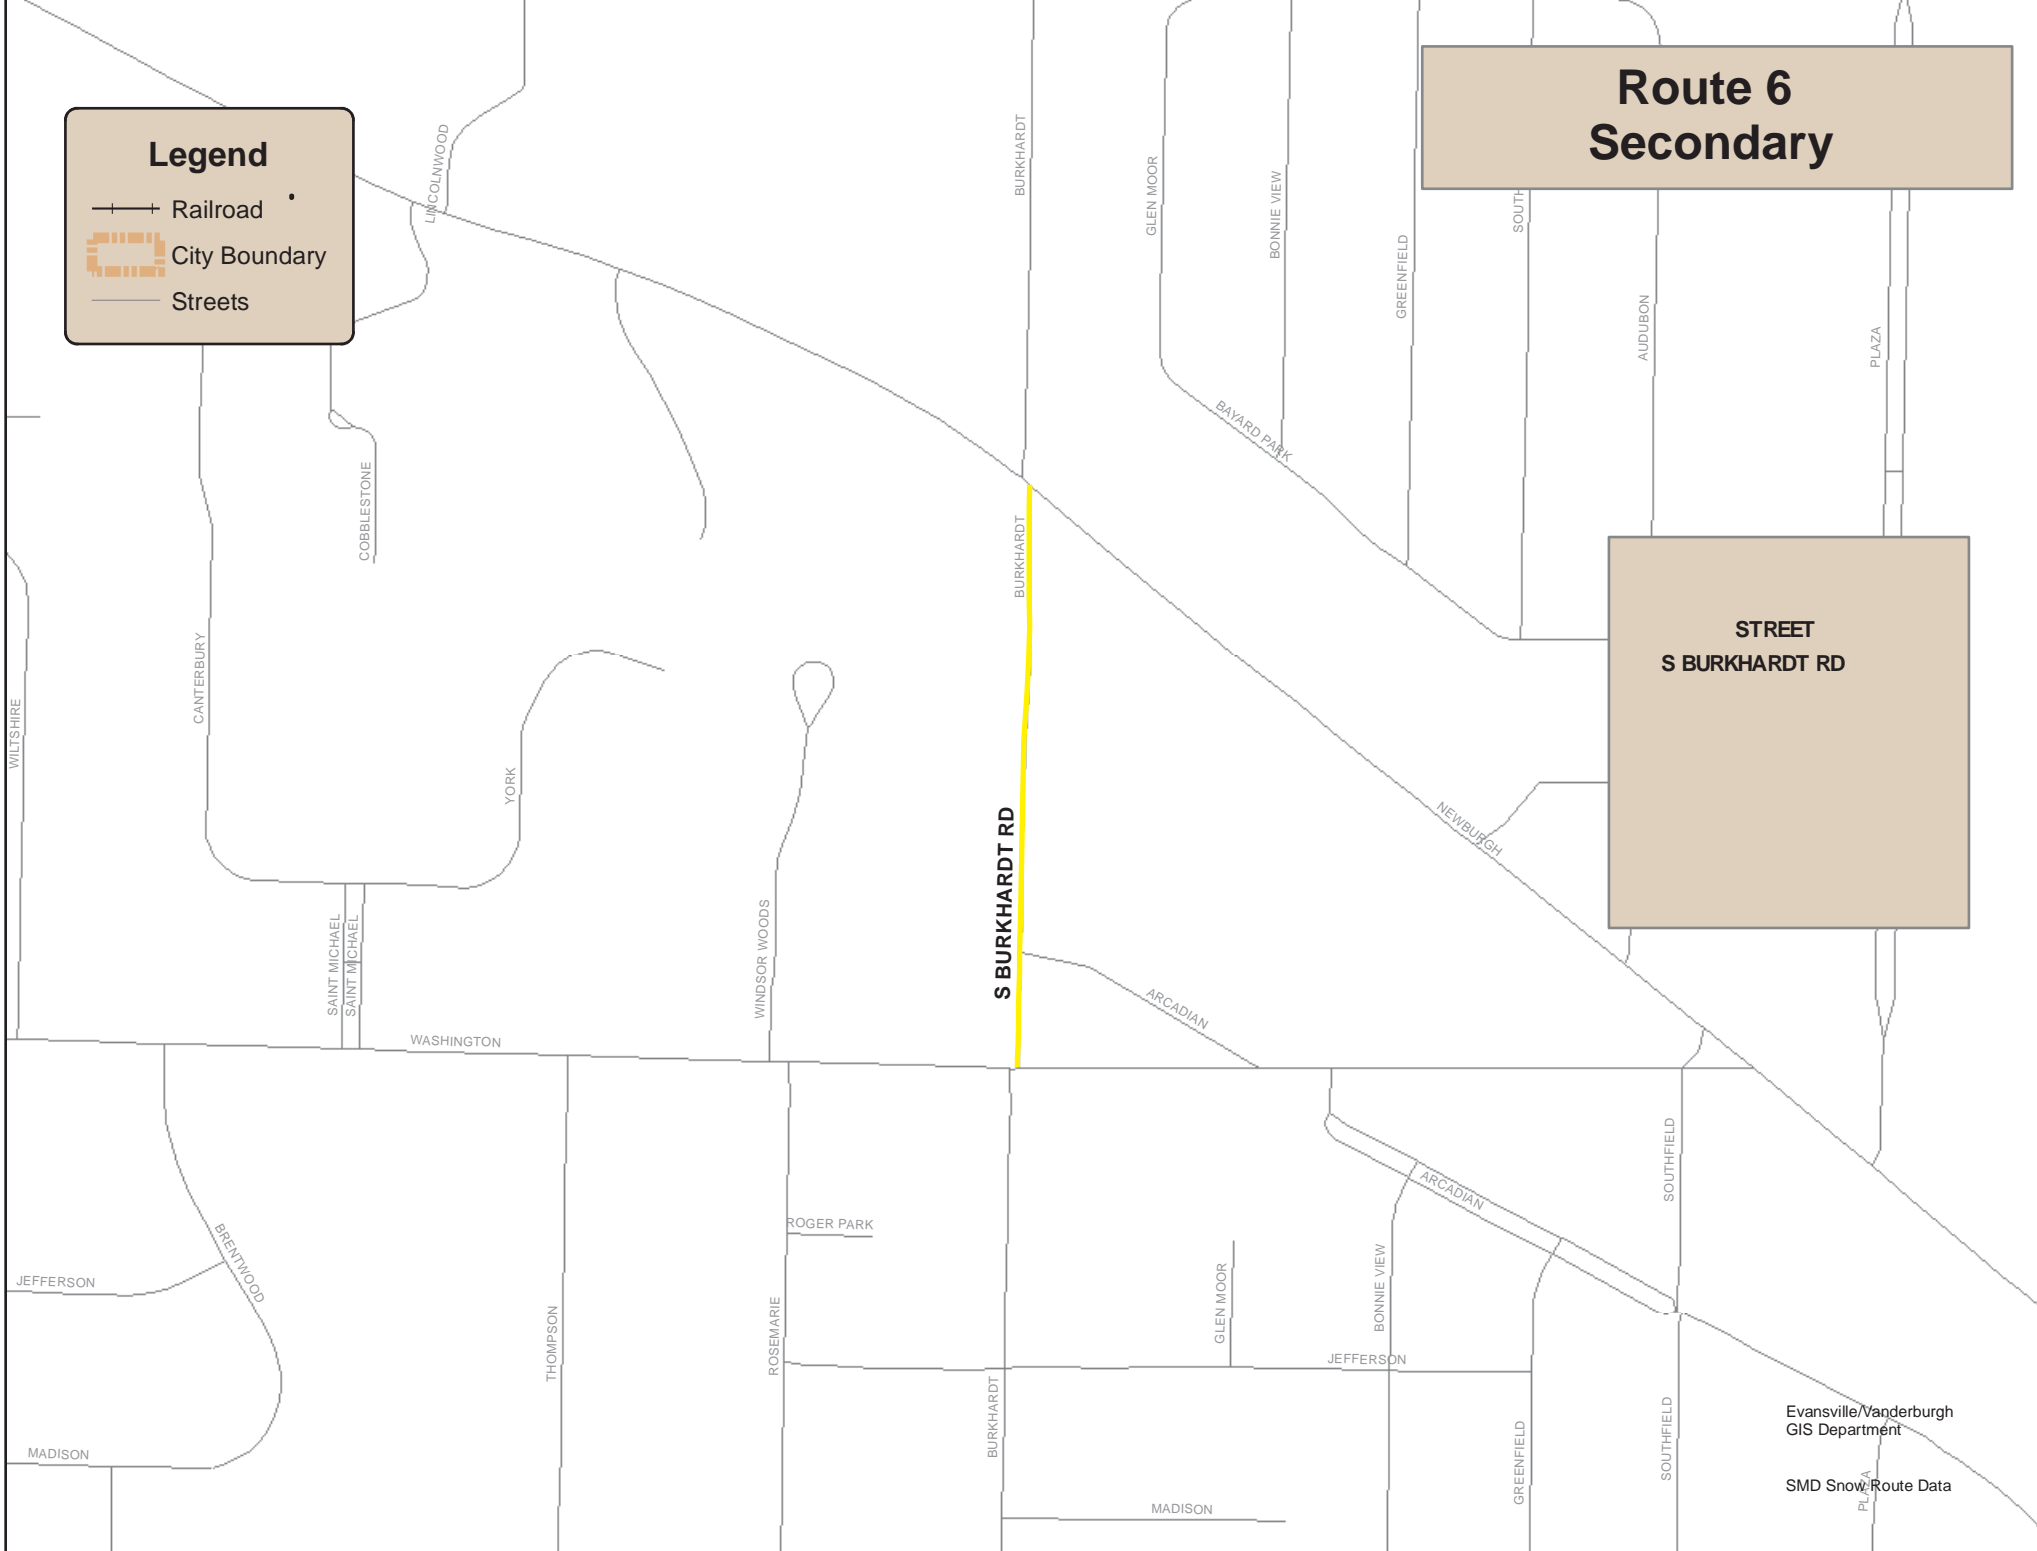 Route 6
Secondary
Legend
Railroad
City Boundary
Streets
LINCOLNWOOD
BURKHARDT
GLEN MOOR
BONNIE VIEW
GREENFIELD
SOUTH
AUDUBON
PLAZA
BAYARD PARK
COBBLESTONE
BURKHARDT
CANTERBURY
WILTSHIRE
YORK
STREET
S BURKHARDT RD
NEWBURGH
S BURKHARDT RD
WINDSOR WOODS
SAINT MICHAEL
SAINT MICHAEL
ARCADIAN
WASHINGTON
SOUTHFIELD
ARCADIAN
BRENTWOOD
ROGER PARK
JEFFERSON
THOMPSON
ROSEMARIE
GLEN MOOR
BONNIE VIEW
JEFFERSON
BURKHARDT
GREENFIELD
SOUTHFIELD
MADISON
MADISON
PLAZA
Evansville/Vanderburgh
GIS Department
SMD Snow Route Data